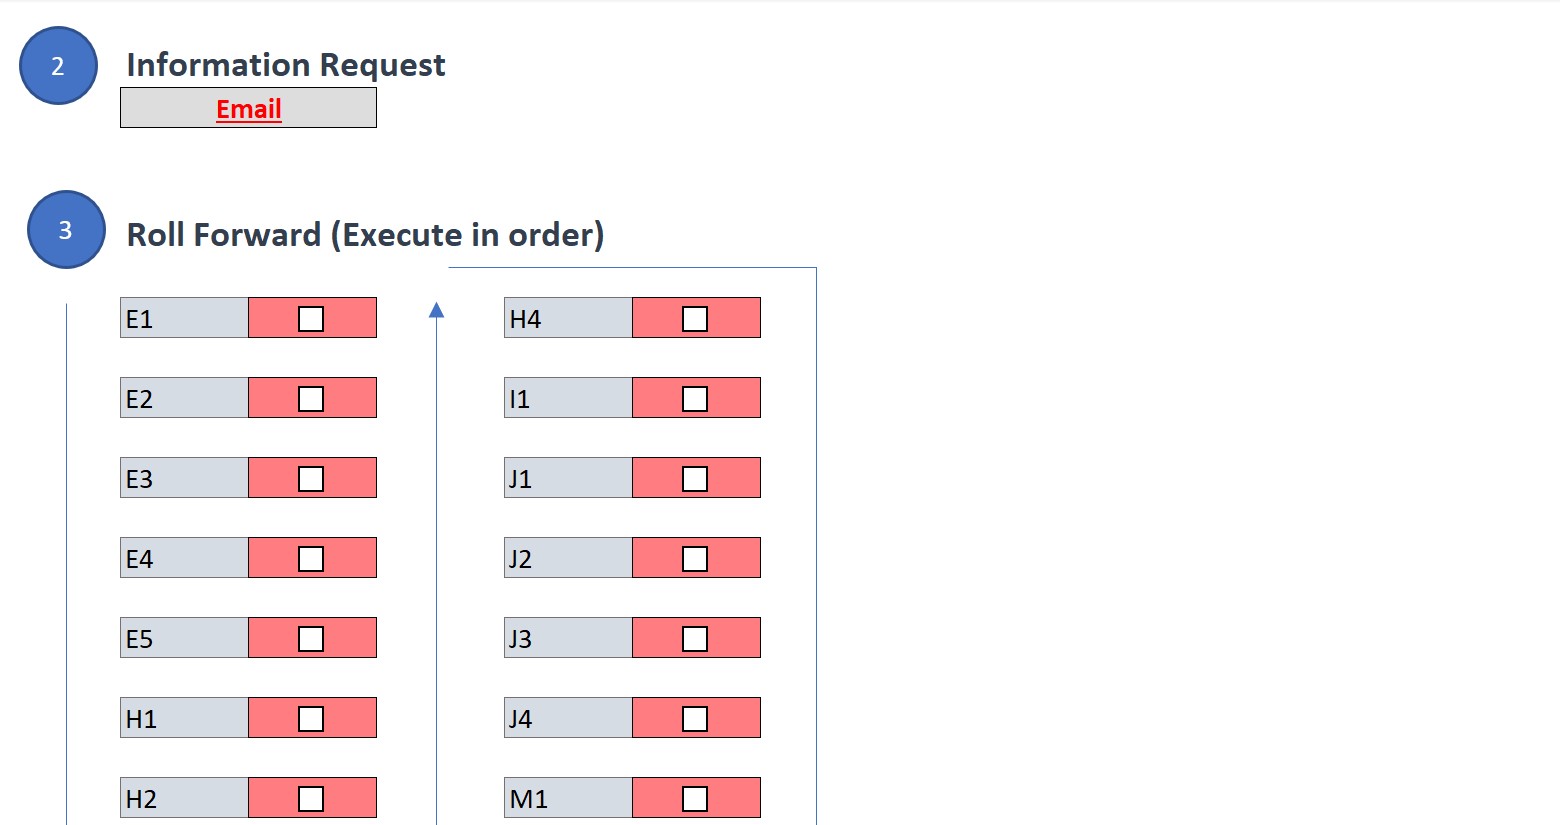 2
Information Request
Email
3
Roll Forward (Execute in order)
E1
E2
E3
E4
E5
H1
H2
H4
I1
J1
J2
J3
J4
M1